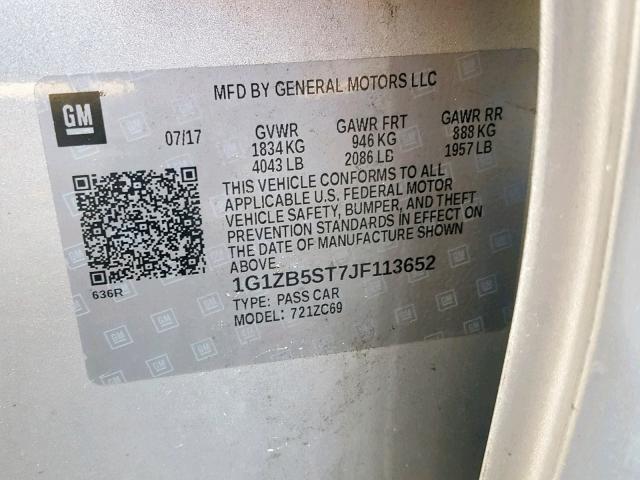 MFD BY GENERAL MOTORS LLC
GM
07/17 GVWR GAWR FRT GAWR RR
1834 KG 946 KG 888 KG
4043 LB 2086 LB 1957 LB
THIS VEHICLE CONFORMS TO ALL
APPLICABLE U.S. FEDERAL MOTOR
VEHICLE SAFETY, BUMPER, AND THEFT
PREVENTION STANDARDS IN EFFECT ON
THE DATE OF MANUFACTURE SHOWN
ABOVE.
636R
1G1ZB5ST7JF113652
TYPE: PASS CAR
MODEL: 721ZC69